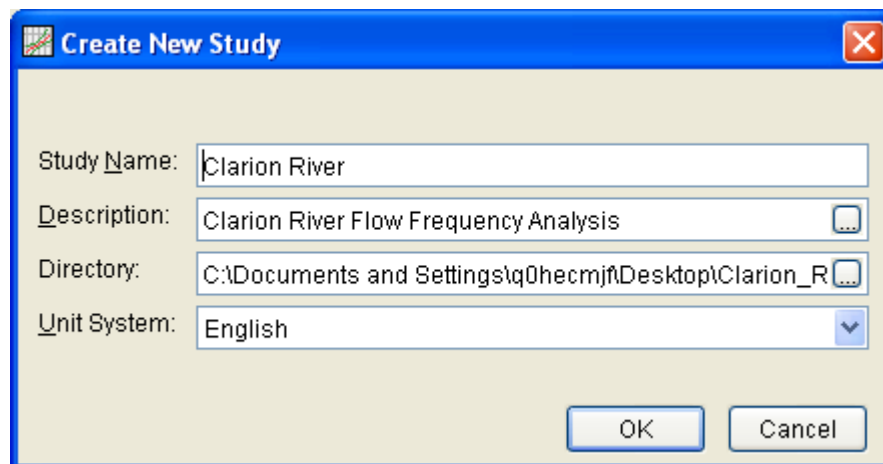 Create New Study
Study Name: Clarion River
Description: Clarion River Flow Frequency Analysis ...
Directory: C:\Documents and Settings\q0hecmjf\Desktop\Clarion_R ...
Unit System: English
OK Cancel